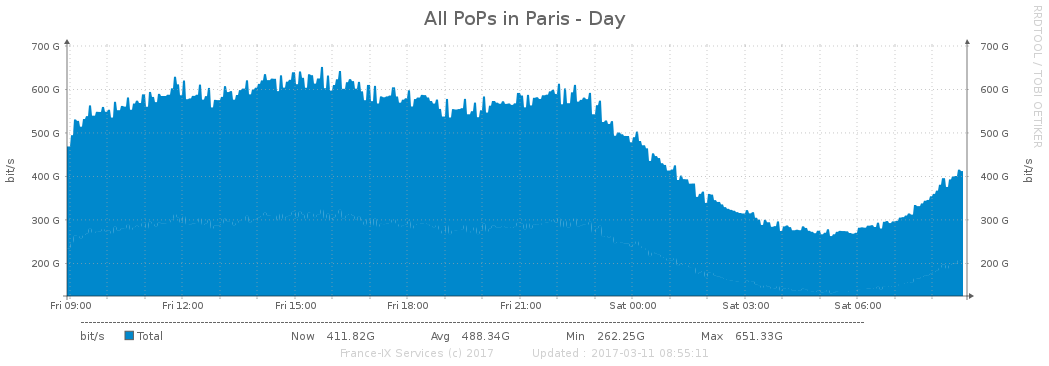 All PoPs in Paris - Day
RRDTOOL / TOBI OETIKER
700 G 700 G
600 G 600 G
500 G 500 G
400 G 400 G
300 G 300 G
200 G 200 G
bit/s bit/s
Fri 09:00 Fri 12:00 Fri 15:00 Fri 18:00 Fri 21:00 Sat 00:00 Sat 03:00 Sat 06:00
bit/s Total Now 411.82G Avg 488.34G Min 262.25G Max 651.33G
France-IX Services (c) 2017 Updated : 2017-03-11 08:55:11